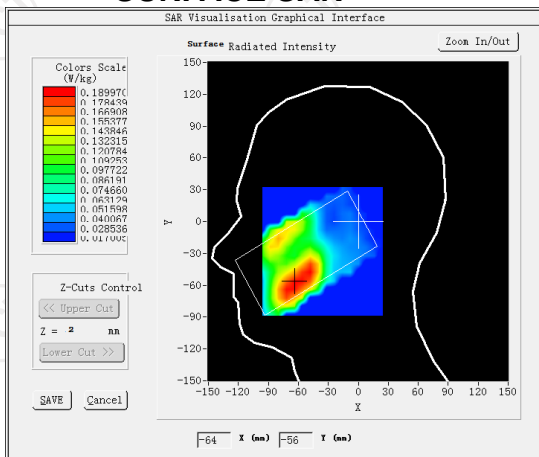 SAR Visualisation Graphical Interface
Surface Radiated Intensity
Zoom In/Out
Colors Scale
(W/kg)
0.189970
0.178439
0.166908
0.155377
0.143846
0.132315
0.120784
0.109253
0.097722
0.086191
0.074660
0.063129
0.051598
0.040067
0.028536
0.017005
150
120
90
60
30
0
-30
-60
-90
-120
-150
Y
-150 -120 -90 -60 -30 0 30 60 90 120 150
X
Z-Cuts Control
<< Upper Cut
Z = 2 mm
Lower Cut >>
SAVE
Cancel
-64 X (mm) -56 Y (mm)